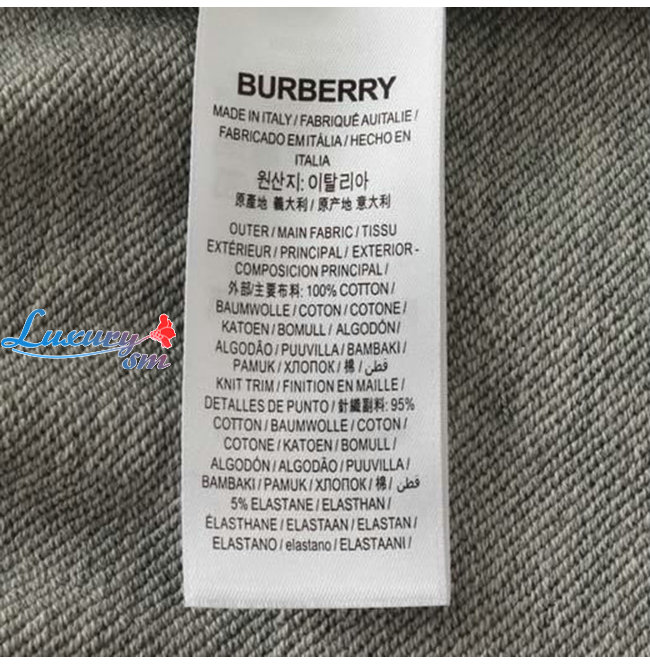 BURBERRY
MADE IN ITALY / FABRIQUÉ AUITALIE /
FABRICADO EM ITÁLIA / HECHO EN
ITALIA
원산지: 이탈리아
原產地 義大利 / 原产地 意大利
OUTER / MAIN FABRIC / TISSU
EXTÉRIEUR / PRINCIPAL / EXTERIOR -
COMPOSICION PRINCIPAL /
外部/主要布料: 100% COTTON /
BAUMWOLLE / COTON / COTONE /
KATOEN / BOMULL / ALGODÓN /
ALGODÃO / PUUVILLA / BAMBAKI /
PAMUK / ХЛОПОК / 棉 / قطن /
KNIT TRIM / FINITION EN MAILLE /
DETALLES DE PUNTO / 針織副料: 95%
COTTON / BAUMWOLLE / COTON /
COTONE / KATOEN / BOMULL /
ALGODÓN / ALGODÃO / PUUVILLA /
BAMBAKI / PAMUK / ХЛОПОК / 棉 / قطن
5% ELASTANE / ELASTHAN /
ÉLASTHANE / ELASTAAN / ELASTAN /
ELASTANO / elastano / ELASTAANI /
Luxury
sm